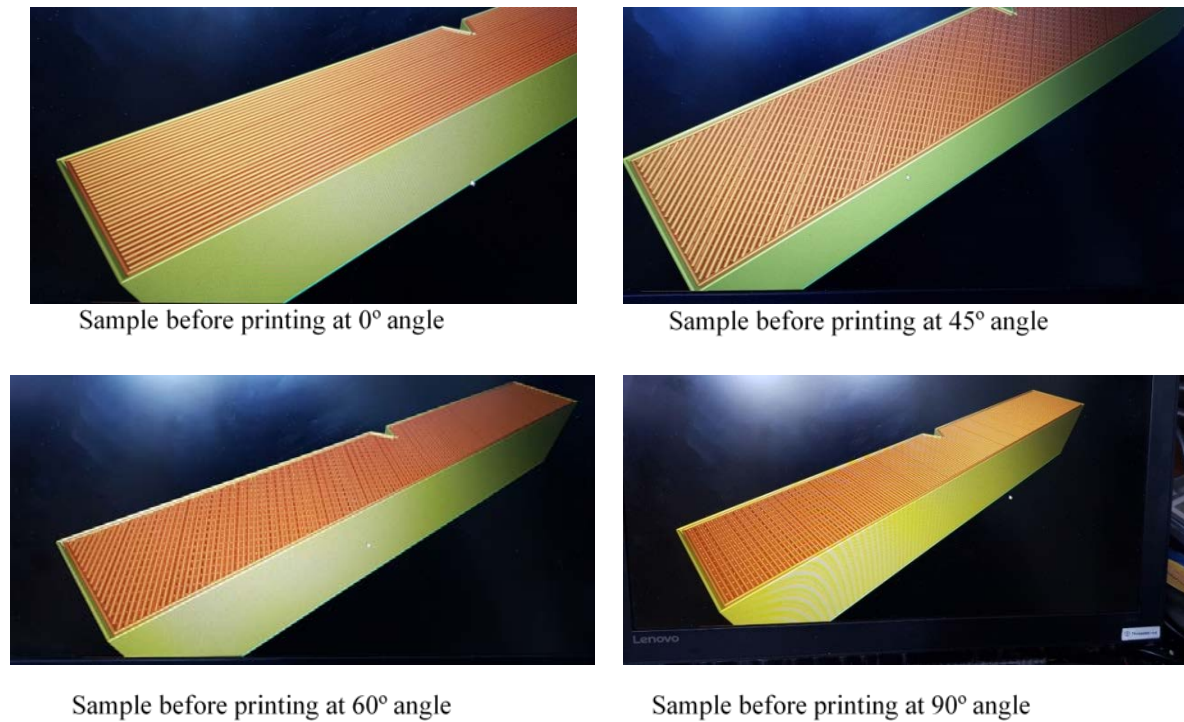 Sample before printing at 0º angle
Sample before printing at 45º angle
Lenovo
Sample before printing at 60º angle
Sample before printing at 90º angle